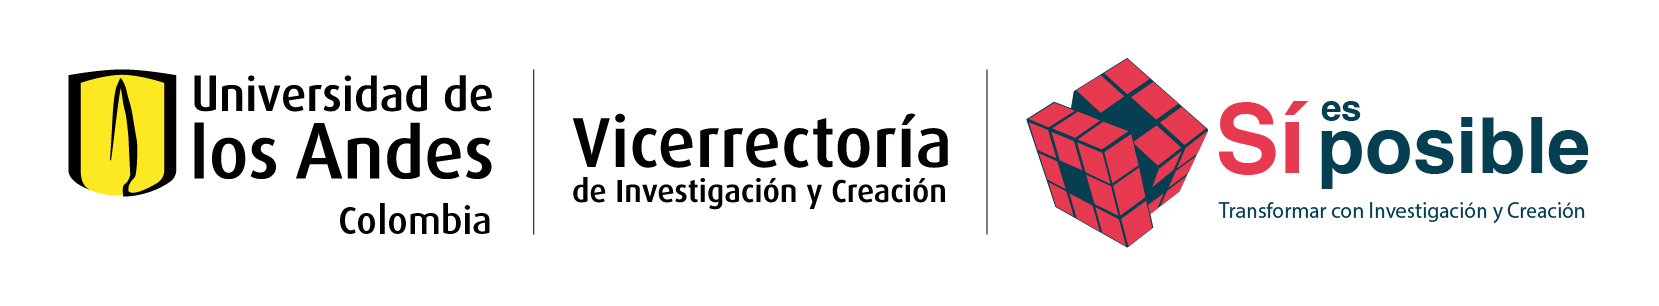 Universidad de
los Andes
Colombia
Vicerrectoría
de Investigación y Creación
Sí es posible
Transformar con Investigación y Creación